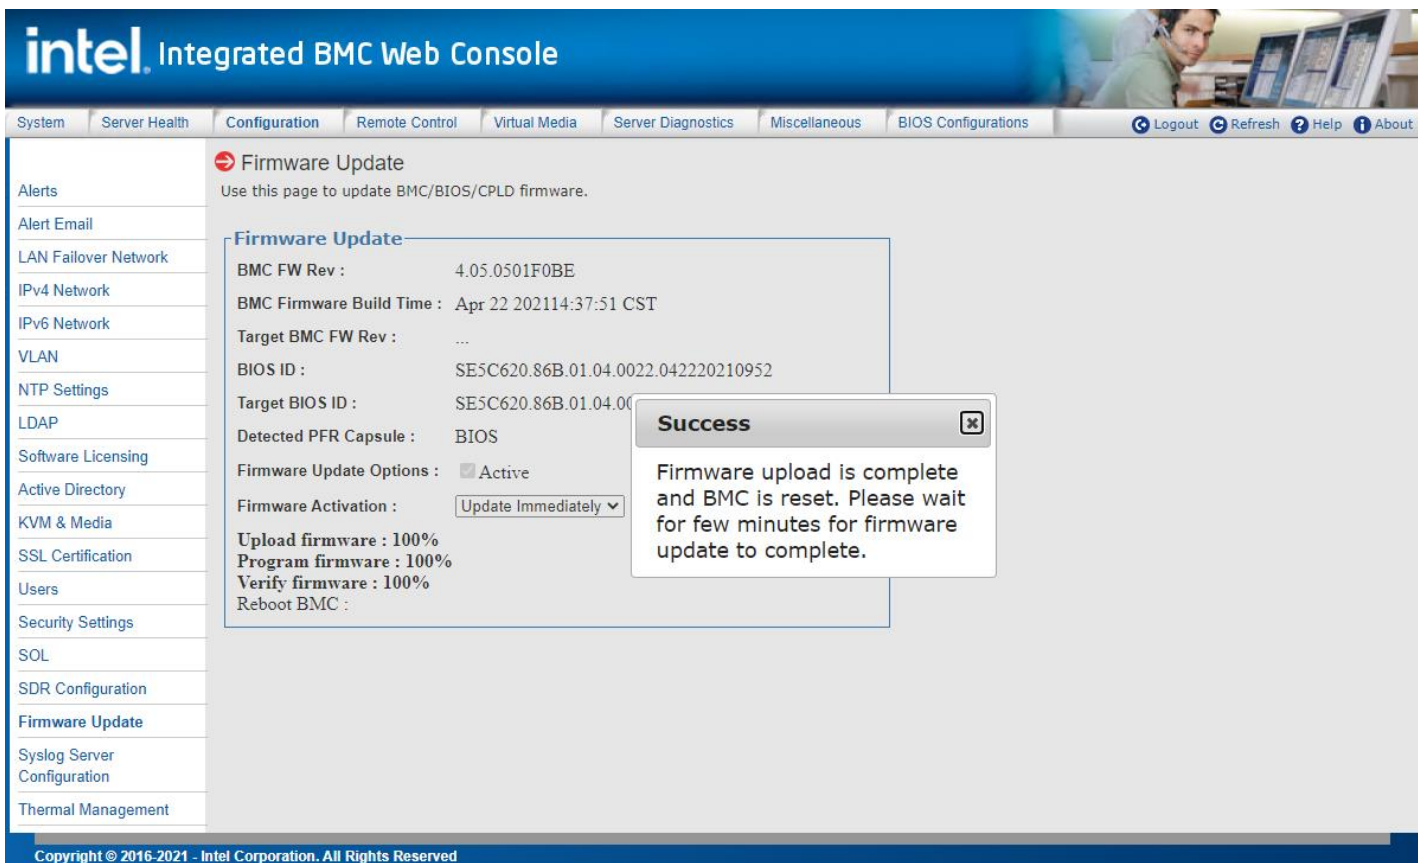 intel. Integrated BMC Web Console
System Server Health Configuration Remote Control Virtual Media Server Diagnostics Miscellaneous BIOS Configurations Logout Refresh Help About
Alerts
Alert Email
LAN Failover Network
IPv4 Network
IPv6 Network
VLAN
NTP Settings
LDAP
Software Licensing
Active Directory
KVM & Media
SSL Certification
Users
Security Settings
SOL
SDR Configuration
Firmware Update
Syslog Server
Configuration
Thermal Management
Firmware Update
Use this page to update BMC/BIOS/CPLD firmware.
Firmware Update
BMC FW Rev : 4.05.0501F0BE
BMC Firmware Build Time : Apr 22 202114:37:51 CST
Target BMC FW Rev : ...
BIOS ID : SE5C620.86B.01.04.0022.042220210952
Target BIOS ID : SE5C620.86B.01.04.00
Detected PFR Capsule : BIOS
Firmware Update Options : Active
Firmware Activation : Update Immediately
Upload firmware : 100%
Program firmware : 100%
Verify firmware : 100%
Reboot BMC :
Success
Firmware upload is complete
and BMC is reset. Please wait
for few minutes for firmware
update to complete.
Copyright © 2016-2021 - Intel Corporation. All Rights Reserved